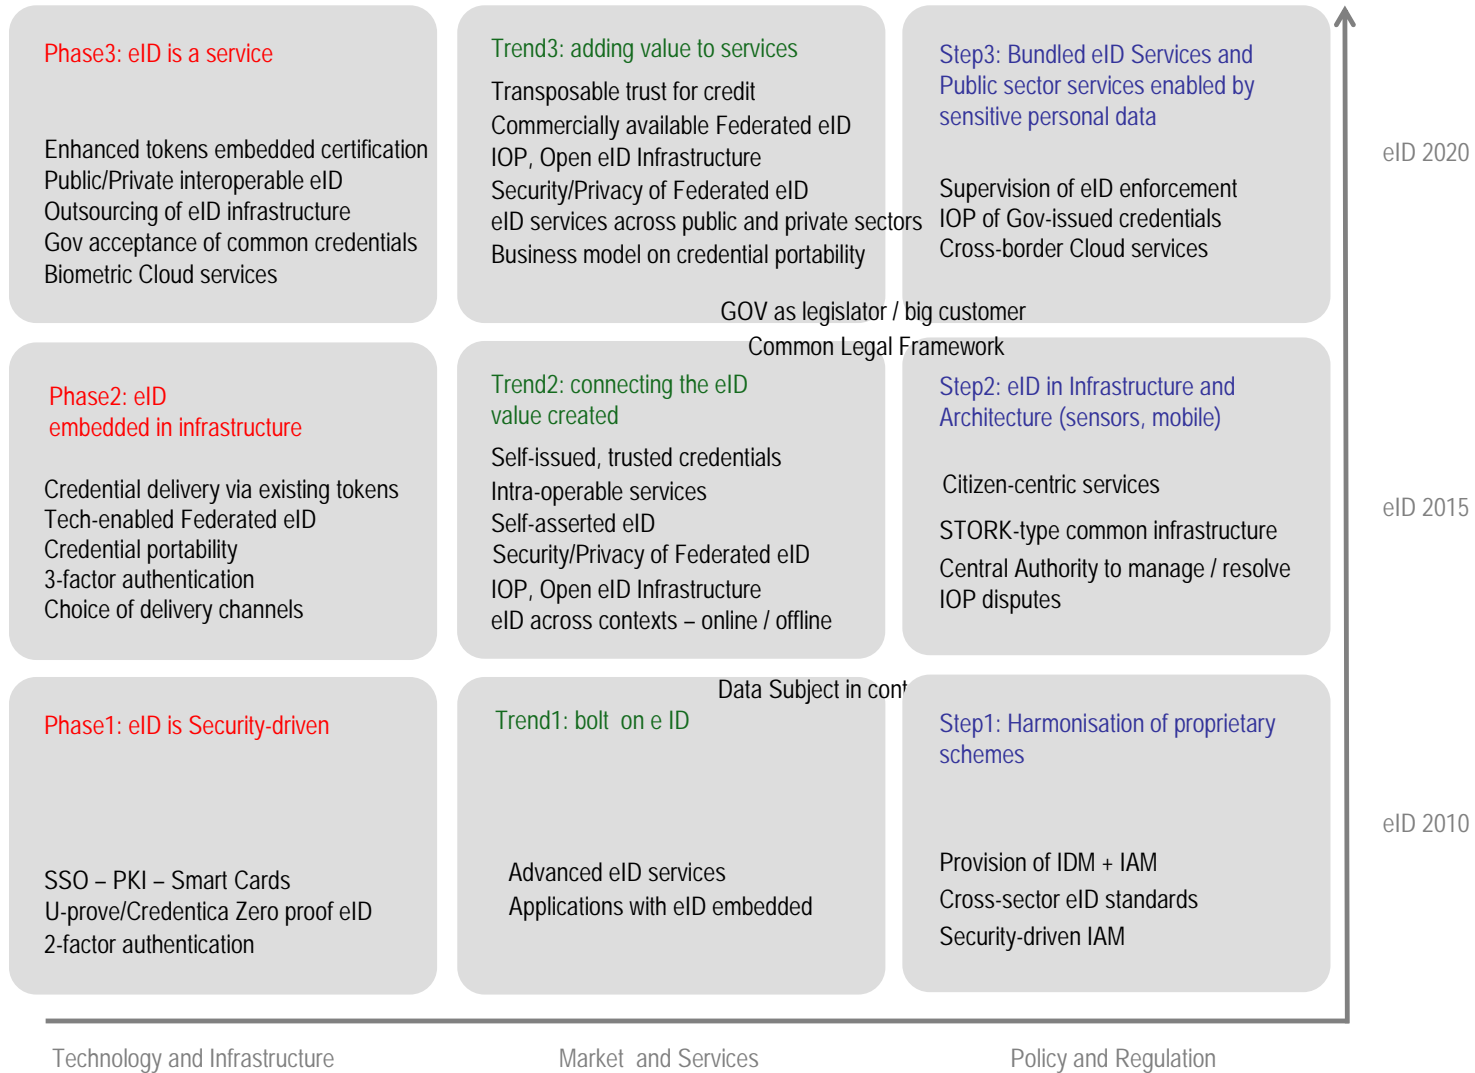 Phase3: eID is a service
Enhanced tokens embedded certification
Public/Private interoperable eID
Outsourcing of eID infrastructure
Gov acceptance of common credentials
Biometric Cloud services
Trend3: adding value to services
Transposable trust for credit
Commercially available Federated eID
IOP, Open eID Infrastructure
Security/Privacy of Federated eID
eID services across public and private sectors
Business model on credential portability
Step3: Bundled eID Services and
Public sector services enabled by
sensitive personal data
Supervision of eID enforcement
IOP of Gov-issued credentials
Cross-border Cloud services
eID 2020
GOV as legislator / big customer
Common Legal Framework
Phase2: eID
embedded in infrastructure
Credential delivery via existing tokens
Tech-enabled Federated eID
Credential portability
3-factor authentication
Choice of delivery channels
Trend2: connecting the eID
value created
Self-issued, trusted credentials
Intra-operable services
Self-asserted eID
Security/Privacy of Federated eID
IOP, Open eID Infrastructure
eID across contexts – online / offline
Step2: eID in Infrastructure and
Architecture (sensors, mobile)
Citizen-centric services
STORK-type common infrastructure
Central Authority to manage / resolve
IOP disputes
eID 2015
Data Subject in
Phase1: eID is Security-driven
SSO – PKI – Smart Cards
U-prove/Credentica Zero proof eID
2-factor authentication
Trend1: bolt on e ID
Advanced eID services
Applications with eID embedded
Step1: Harmonisation of proprietary
schemes
Provision of IDM + IAM
Cross-sector eID standards
Security-driven IAM
eID 2010
Technology and Infrastructure
Market and Services
Policy and Regulation